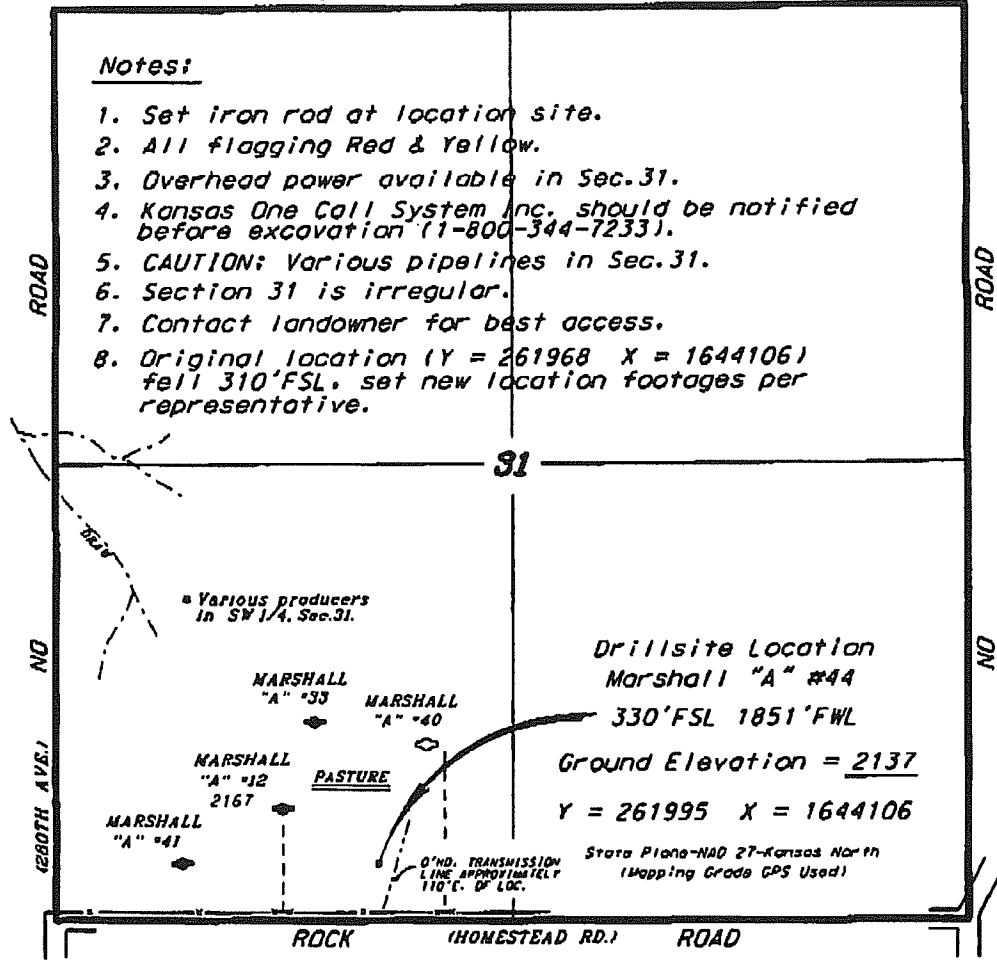 Notes:
1. Set iron rod at location site.
2. All flagging Red & Yellow.
3. Overhead power available in Sec.31.
4. Kansas One Call System Inc. should be notified
before excavation (1-800-344-7233).
5. CAUTION: Various pipelines in Sec.31.
6. Section 31 is irregular.
7. Contact landowner for best access.
8. Original location (Y = 261968 X = 1644106)
fell 310'FSL. set new location footages per
representative.
ROAD
NO
(280TH AVE.)
ROAD
NO
31
DRAW
Various producers
in SW 1/4, Sec.31.
MARSHALL
"A" #33
MARSHALL
"A" #40
MARSHALL
"A" #12
2167
PASTURE
MARSHALL
"A" #41
O'HD. TRANSMISSION
LINE APPROXIMATELY
110'E. OF LOC.
Drillsite Location
Marshall "A" #44
330'FSL 1851'FWL
Ground Elevation = 2137
Y = 261995 X = 1644106
State Plane-NAD 27-Kansas North
(Mapping Grade GPS Used)
ROCK (HOMESTEAD RD.) ROAD